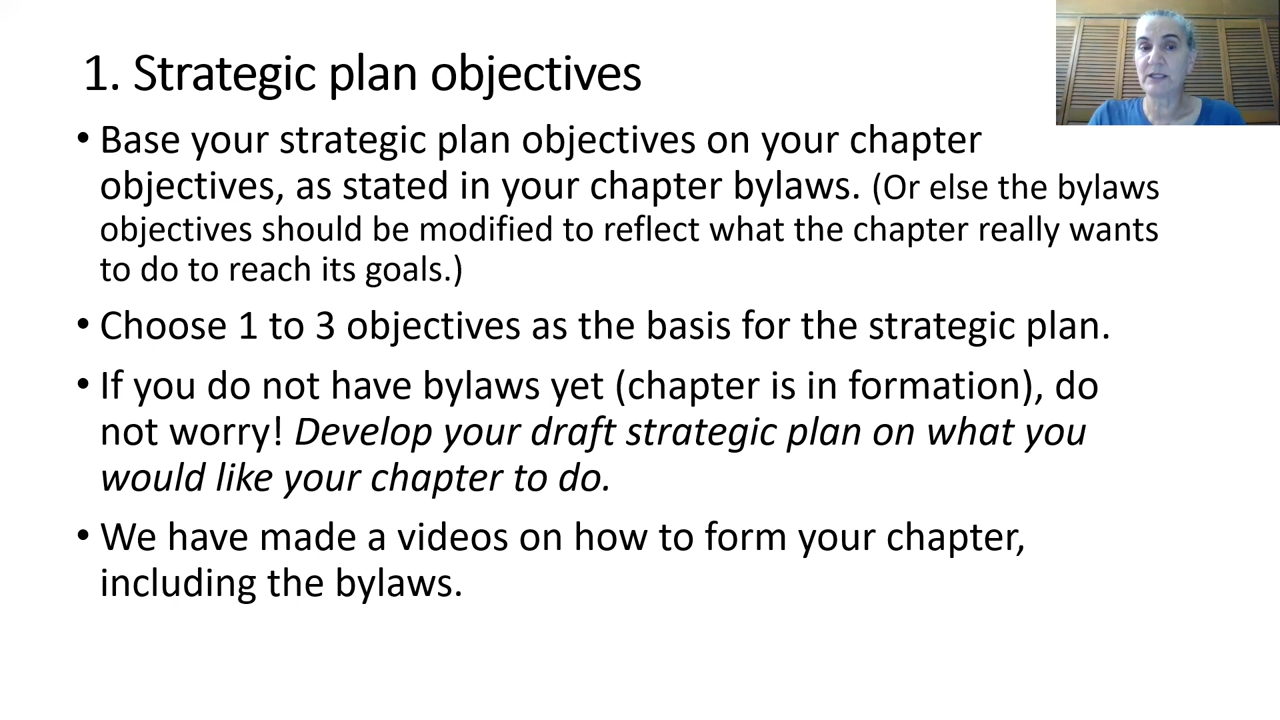 1. Strategic plan objectives
• Base your strategic plan objectives on your chapter
objectives, as stated in your chapter bylaws. (Or else the bylaws
objectives should be modified to reflect what the chapter really wants
to do to reach its goals.)
• Choose 1 to 3 objectives as the basis for the strategic plan.
• If you do not have bylaws yet (chapter is in formation), do
not worry! Develop your draft strategic plan on what you
would like your chapter to do.
• We have made a videos on how to form your chapter,
including the bylaws.